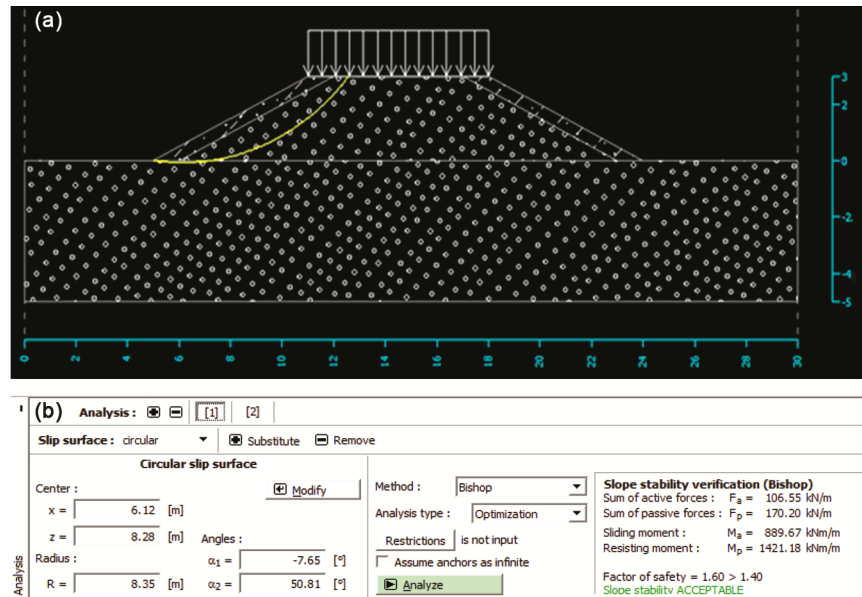 (a)
3
2
0
-2
-4
-5
0 2 4 6 8 10 12 14 16 18 20 22 24 26 28 30
(b) Analysis : [1] [2]
Slip surface : circular Substitute Remove
Circular slip surface
Center : Modify
x = 6.12 [m]
z = 8.28 [m] Angles :
Radius : α1 = -7.65 [°]
R = 8.35 [m] α2 = 50.81 [°]
Method : Bishop
Analysis type : Optimization
Restrictions is not input
Assume anchors as infinite
Analyze
Slope stability verification (Bishop)
Sum of active forces : Fa = 106.55 kN/m
Sum of passive forces : Fp = 170.20 kN/m
Sliding moment : Ma = 889.67 kNm/m
Resisting moment : Mp = 1421.18 kNm/m
Factor of safety = 1.60 > 1.40
Slope stability ACCEPTABLE
Analysis